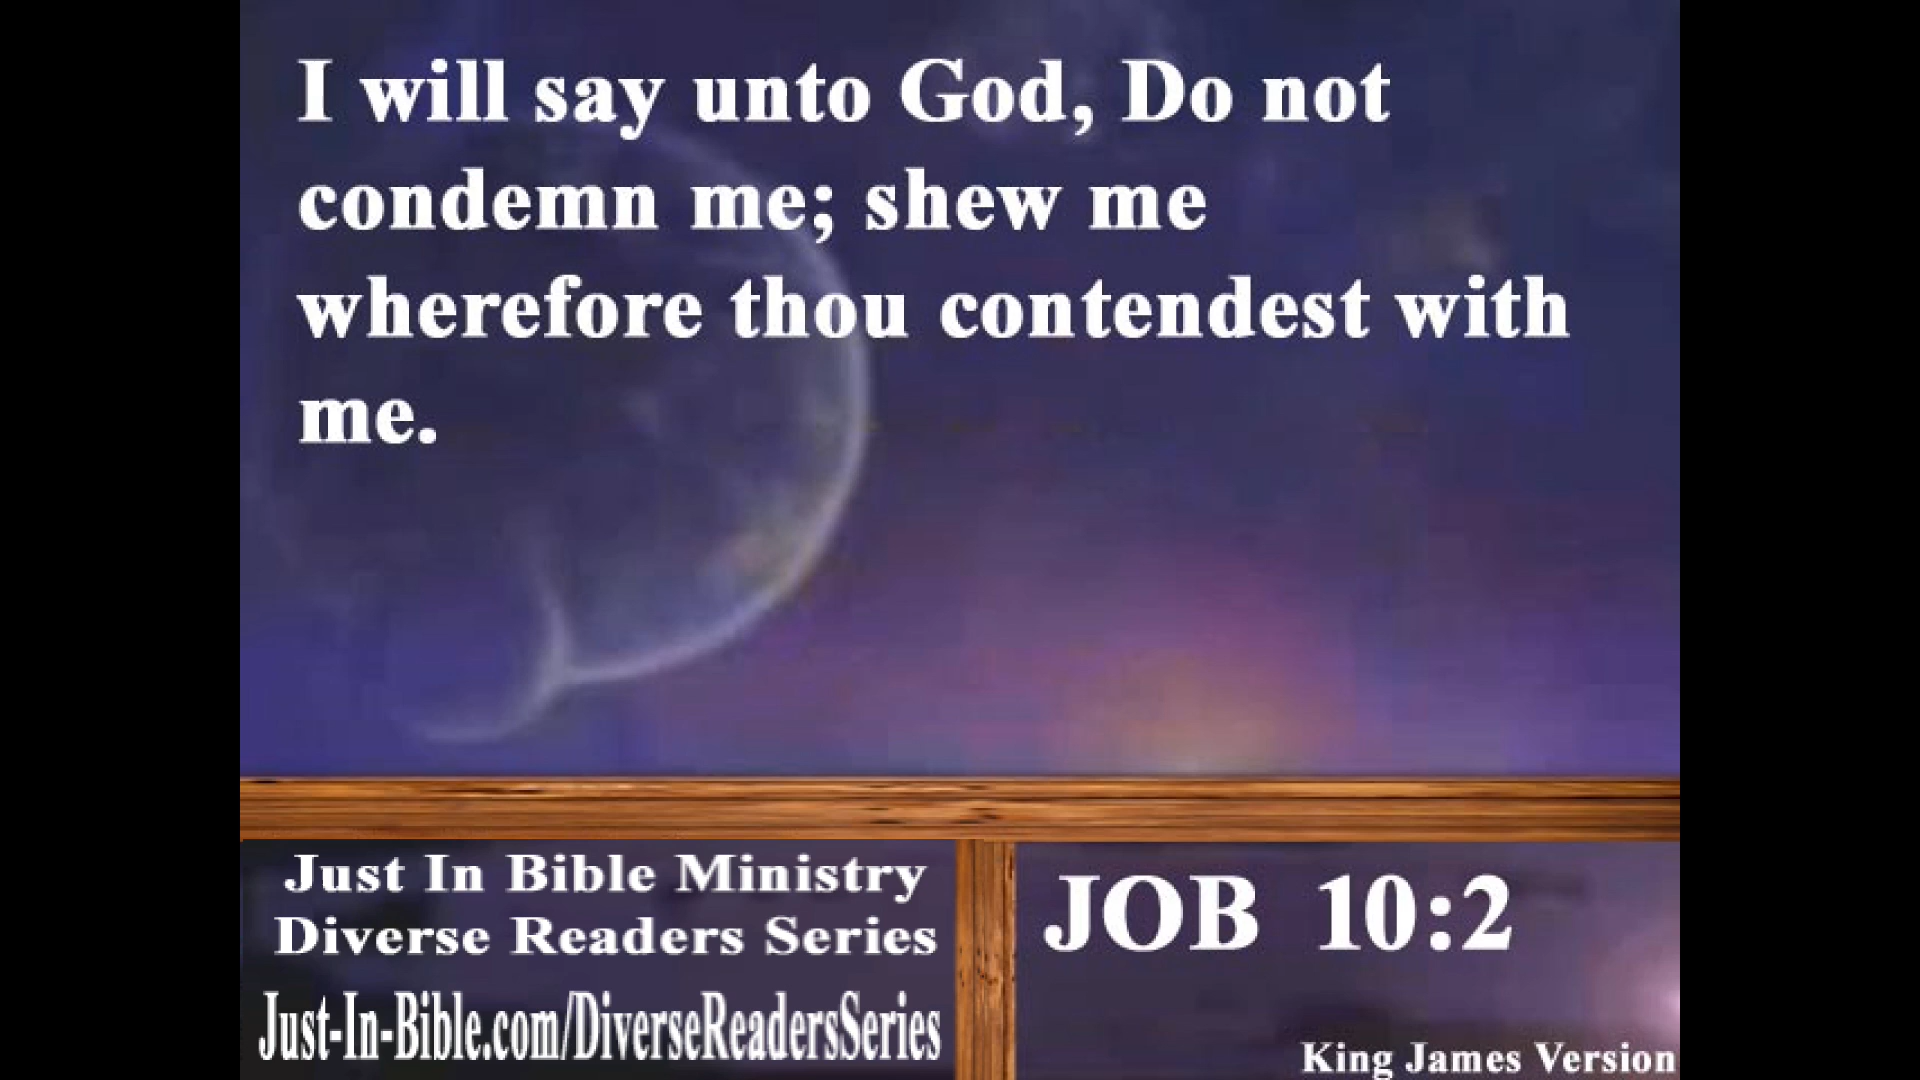 I will say unto God, Do not
condemn me; shew me
wherefore thou contendest with
me.
Just In Bible Ministry
Diverse Readers Series
Just-In-Bible.com/DiverseReadersSeries
JOB 10:2
King James Version